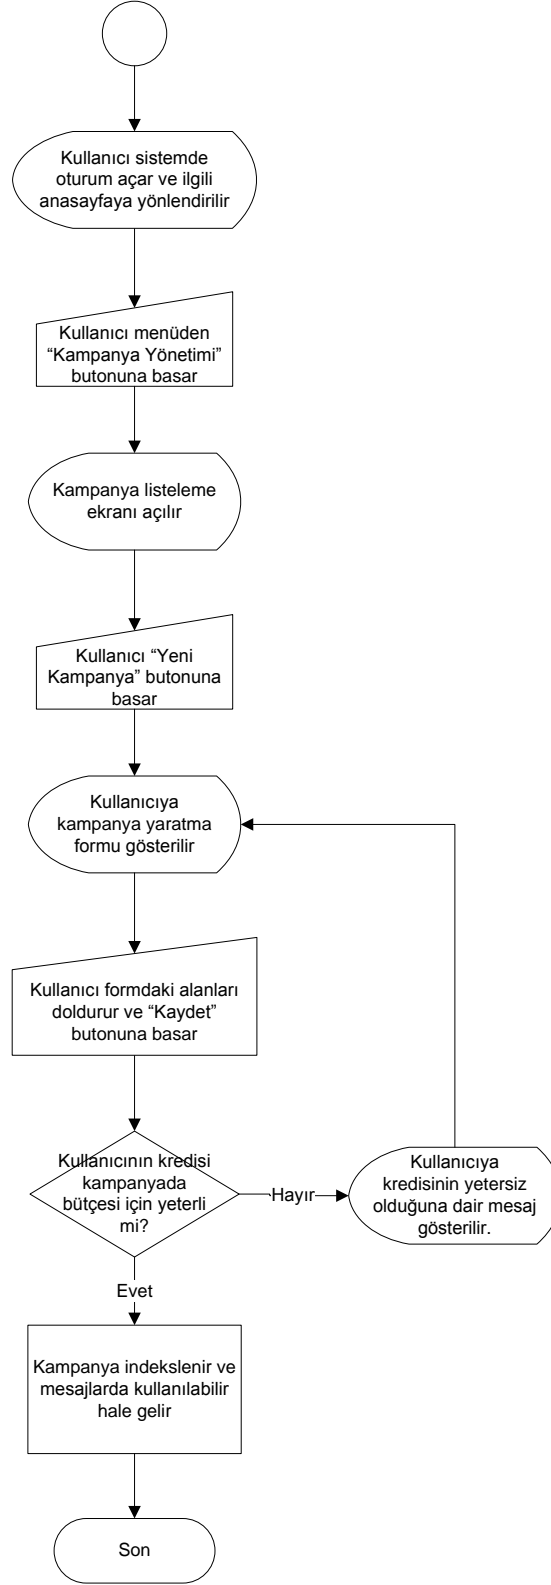 Kullanıcı sistemde
oturum açar ve ilgili
anasayfaya yönlendirilir
Kullanıcı menüden
“Kampanya Yönetimi”
butonuna basar
Kampanya listeleme
ekranı açılır
Kullanıcı “Yeni
Kampanya” butonuna
basar
Kullanıcıya
kampanya yaratma
formu gösterilir
Kullanıcı formdaki alanları
doldurur ve “Kaydet”
butonuna basar
Kullanıcının kredisi
kampanyada
bütçesi için yeterli
mi?
Hayır
Kullanıcıya
kredisinin yetersiz
olduğuna dair mesaj
gösterilir.
Evet
Kampanya indekslenir ve
mesajlarda kullanılabilir
hale gelir
Son